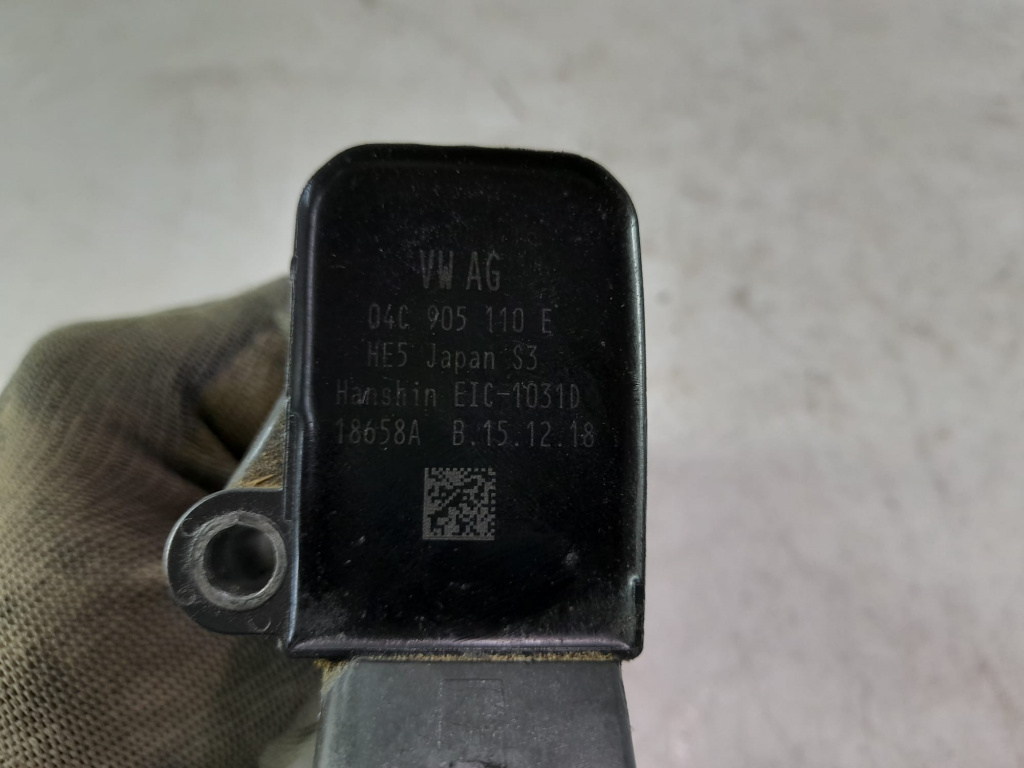 VW AG
04C 905 110 E
HE5 Japan S3
Hanshin EIC-1031D
18658A B.15.12.18